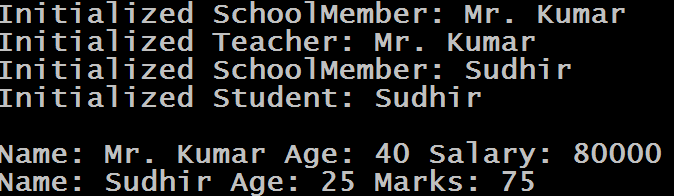 Initialized SchoolMember: Mr. Kumar
Initialized Teacher: Mr. Kumar
Initialized SchoolMember: Sudhir
Initialized Student: Sudhir
Name: Mr. Kumar Age: 40 Salary: 80000
Name: Sudhir Age: 25 Marks: 75